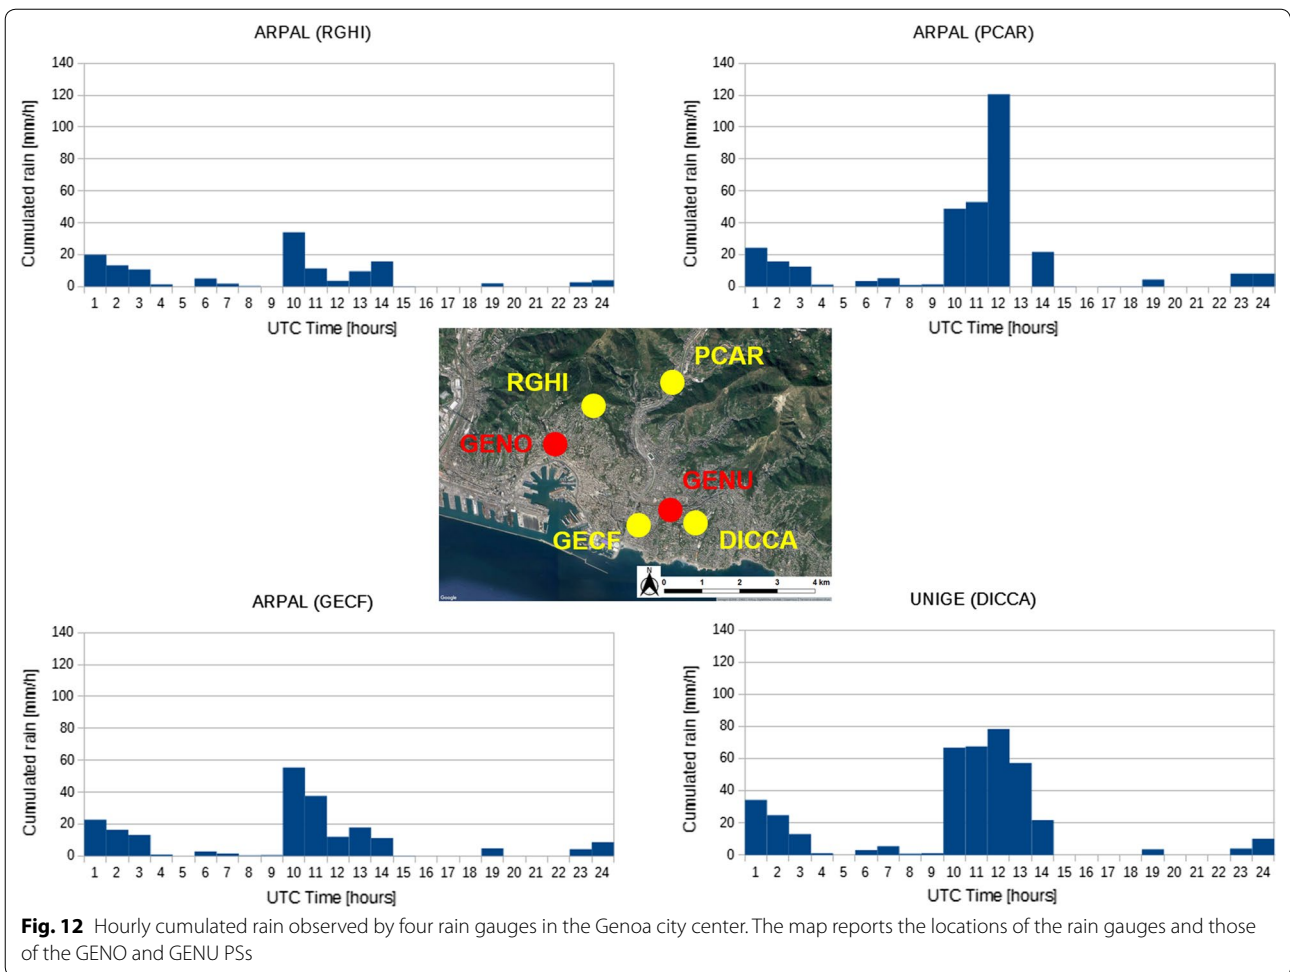 ARPAL (RGHI)
140
120
100
80
60
40
20
0
Cumulated rain [mm/h]
1 2 3 4 5 6 7 8 9 10 11 12 13 14 15 16 17 18 19 20 21 22 23 24
UTC Time [hours]
ARPAL (PCAR)
140
120
100
80
60
40
20
0
Cumulated rain [mm/h]
1 2 3 4 5 6 7 8 9 10 11 12 13 14 15 16 17 18 19 20 21 22 23 24
UTC Time [hours]
PCAR
RGHI
GENO
GENU
GECF
DICCA
N
0 1 2 3 4 km
Google
ARPAL (GECF)
140
120
100
80
60
40
20
0
Cumulated rain [mm/h]
1 2 3 4 5 6 7 8 9 10 11 12 13 14 15 16 17 18 19 20 21 22 23 24
UTC Time [hours]
UNIGE (DICCA)
140
120
100
80
60
40
20
0
Cumulated rain [mm/h]
1 2 3 4 5 6 7 8 9 10 11 12 13 14 15 16 17 18 19 20 21 22 23 24
UTC Time [hours]
Fig. 12 Hourly cumulated rain observed by four rain gauges in the Genoa city center. The map reports the locations of the rain gauges and those
of the GENO and GENU PSs